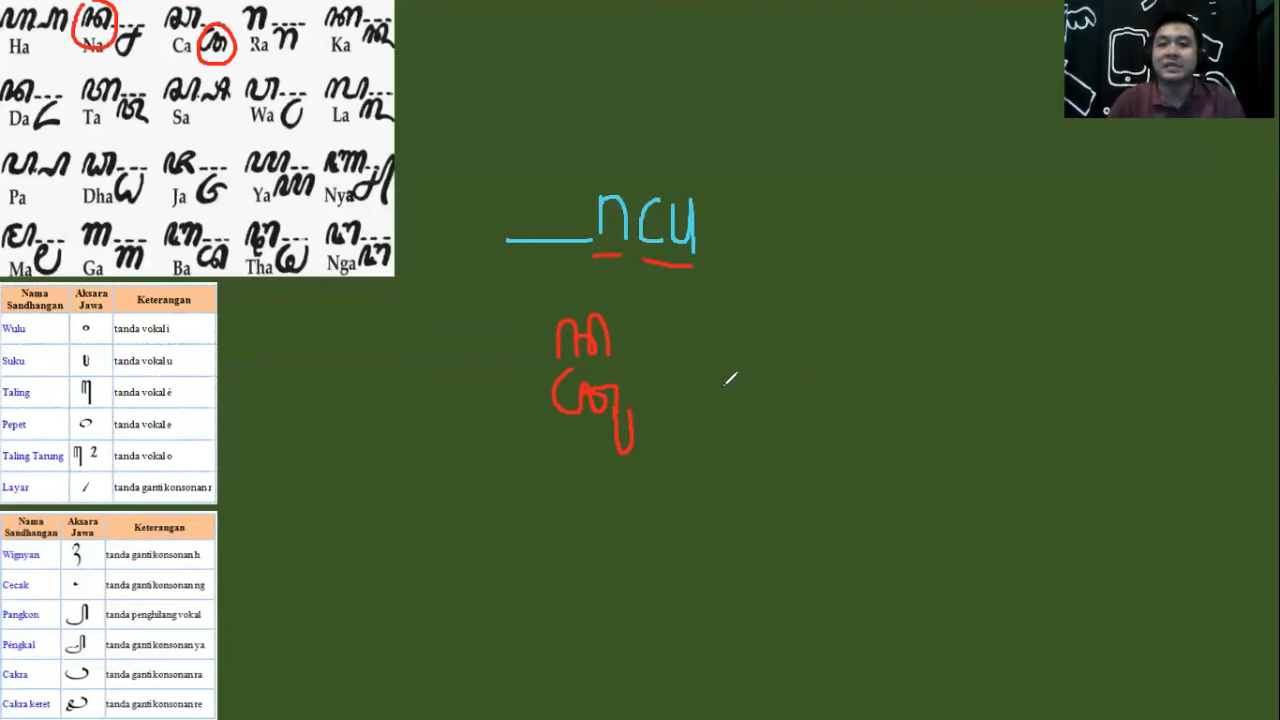 ꦲ ꦤ ꦕ ꦫ ꦏ
Ha Na Ca Ra Ka
ꦢ ꦠ ꦱ ꦮ ꦭ
Da Ta Sa Wa La
ꦥ ꦝ ꦗ ꦪ ꦚ
Pa Dha Ja Ya Nya
ꦩ ꦒ ꦧ ꦛ ꦔ
Ma Ga Ba Tha Nga
___ncu
ꦤ꧀ꦕꦸ
Nama Sandhangan Aksara Jawa Keterangan
Wulu ꦶ tanda vokal i
Suku ꦸ tanda vokal u
Taling ꦺ tanda vokal é
Pepet ꦼ tanda vokal e
Taling Tarung ꦺꦴ tanda vokal o
Layar ꦂ tanda ganti konsonan r
Nama Sandhangan Aksara Jawa Keterangan
Wignyan ꦃ tanda ganti konsonan h
Cecak ꦁ tanda ganti konsonan ng
Pangkon ꧀ tanda penghilang vokal
Péngkal ꦾ tanda ganti konsonan ya
Cakra ꦿ tanda ganti konsonan ra
Cakra keret ꦽ tanda ganti konsonan re